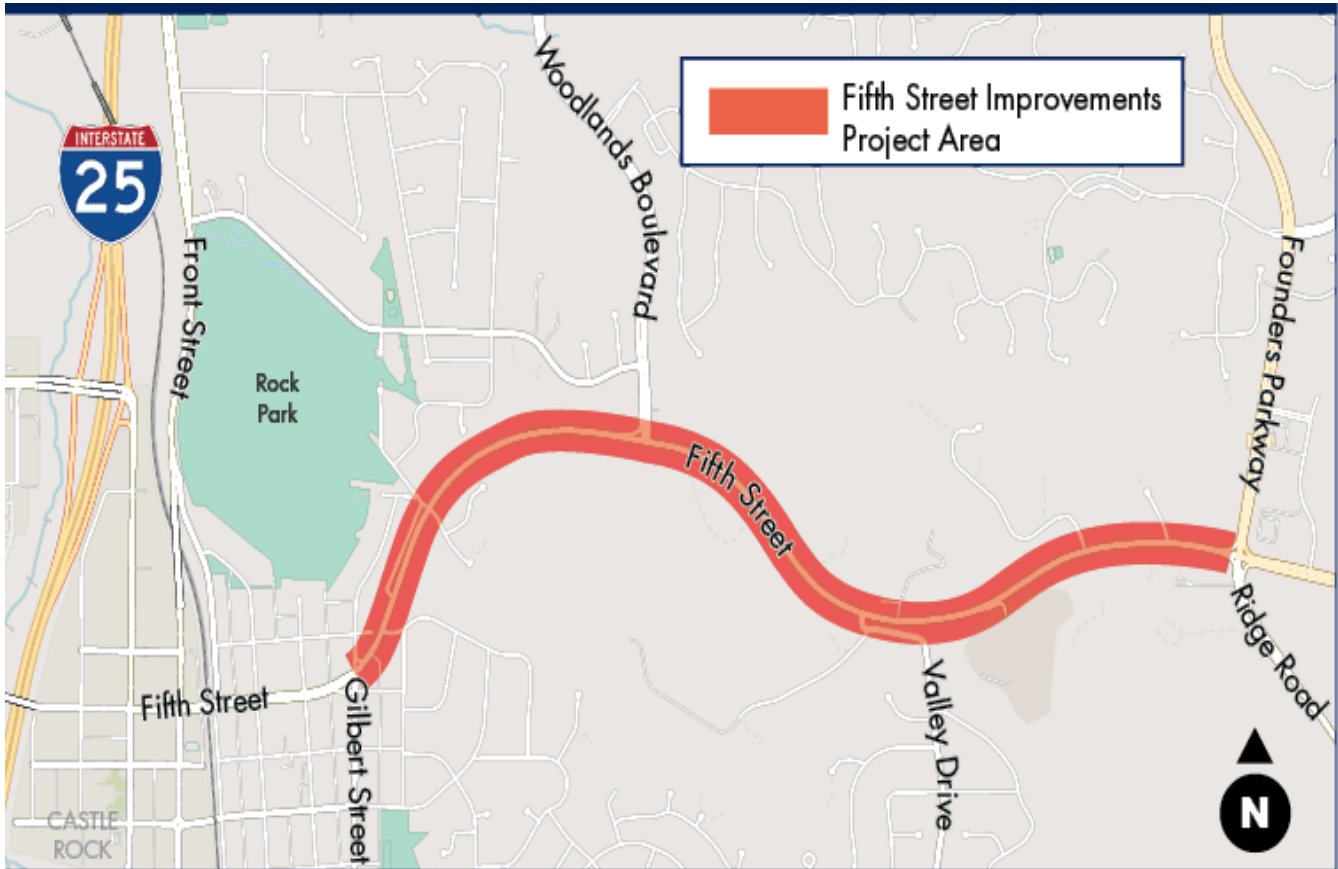 Woodlands Boulevard
Fifth Street Improvements
Project Area
INTERSTATE
25
Front Street
Founders Parkway
Rock
Park
Fifth Street
Ridge Road
Fifth Street
Gilbert Street
Valley Drive
CASTLE
ROCK
N